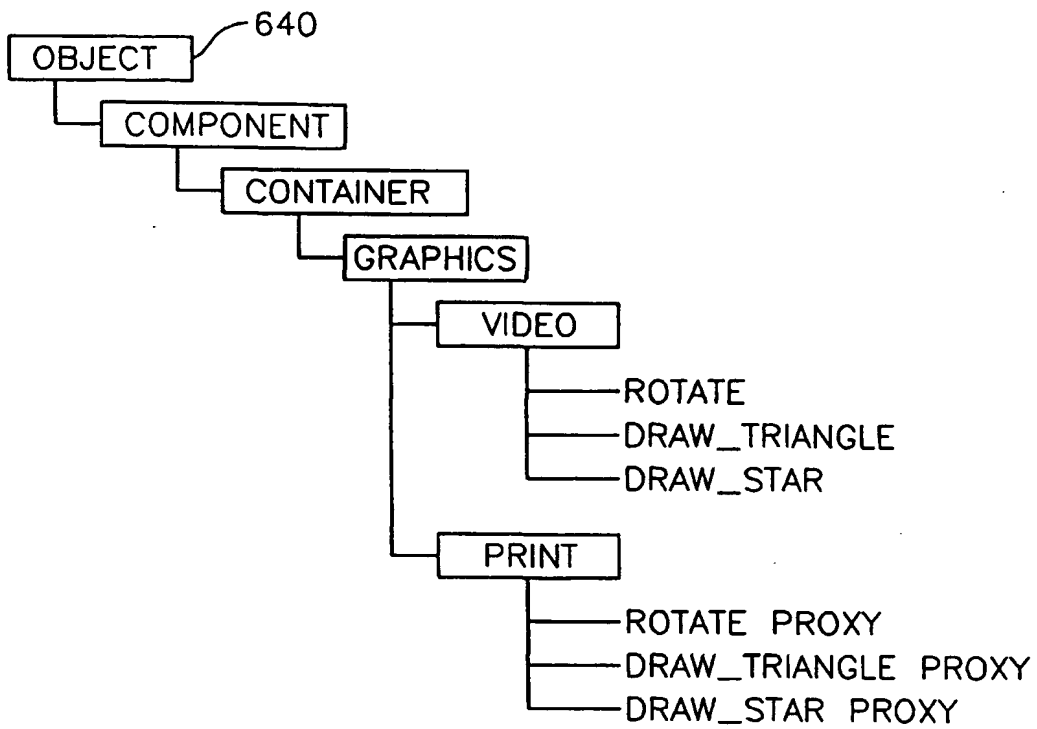 640
OBJECT
COMPONENT
CONTAINER
GRAPHICS
VIDEO
ROTATE
DRAW_TRIANGLE
DRAW_STAR
PRINT
ROTATE PROXY
DRAW_TRIANGLE PROXY
DRAW_STAR PROXY